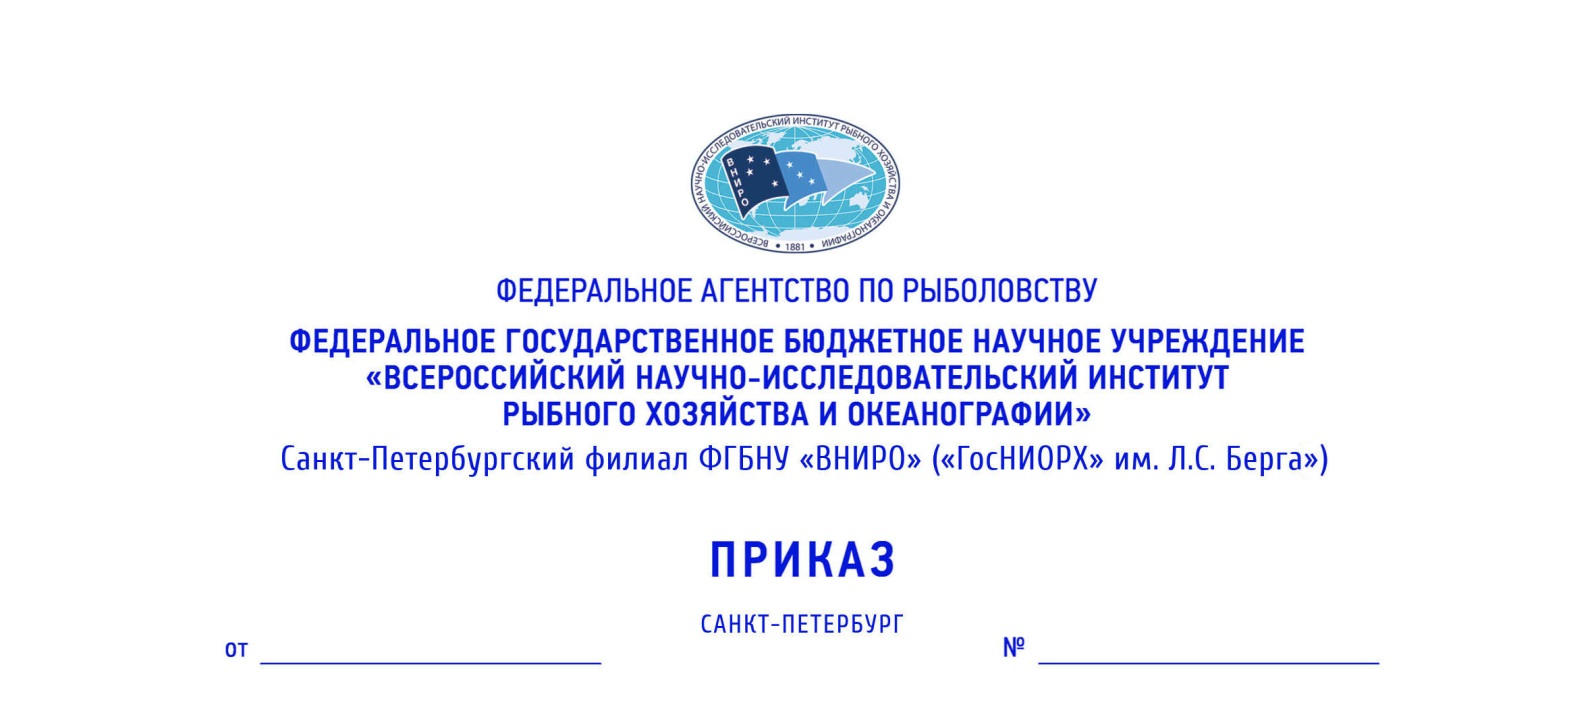 ВСЕРОССИЙСКИЙ НАУЧНО-ИССЛЕДОВАТЕЛЬСКИЙ ИНСТИТУТ РЫБНОГО ХОЗЯЙСТВА И ОКЕАНОГРАФИИ
ВНИРО
• 1881 •
ФЕДЕРАЛЬНОЕ АГЕНТСТВО ПО РЫБОЛОВСТВУ
ФЕДЕРАЛЬНОЕ ГОСУДАРСТВЕННОЕ БЮДЖЕТНОЕ НАУЧНОЕ УЧРЕЖДЕНИЕ
«ВСЕРОССИЙСКИЙ НАУЧНО-ИССЛЕДОВАТЕЛЬСКИЙ ИНСТИТУТ
РЫБНОГО ХОЗЯЙСТВА И ОКЕАНОГРАФИИ»
Санкт-Петербургский филиал ФГБНУ «ВНИРО» («ГосНИОРХ» им. Л.С. Берга»)
ПРИКАЗ
САНКТ-ПЕТЕРБУРГ
от ____________ № ____________